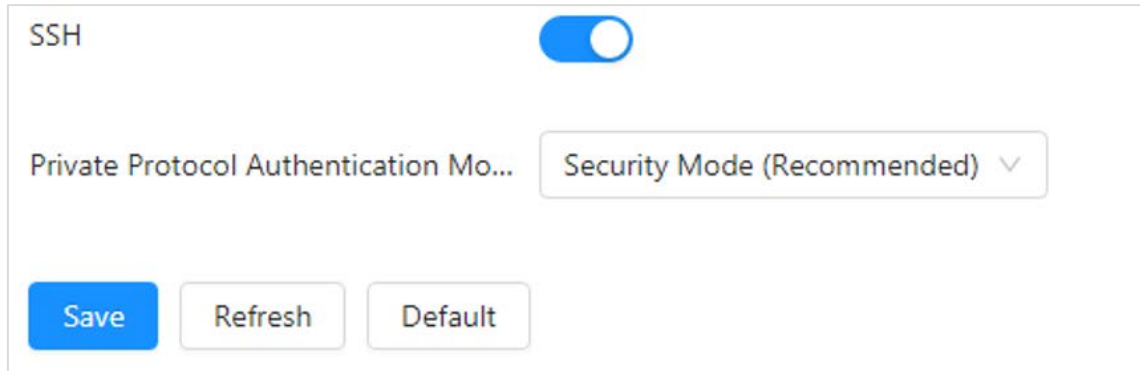 SSH
Private Protocol Authentication Mo... Security Mode (Recommended)
Save Refresh Default